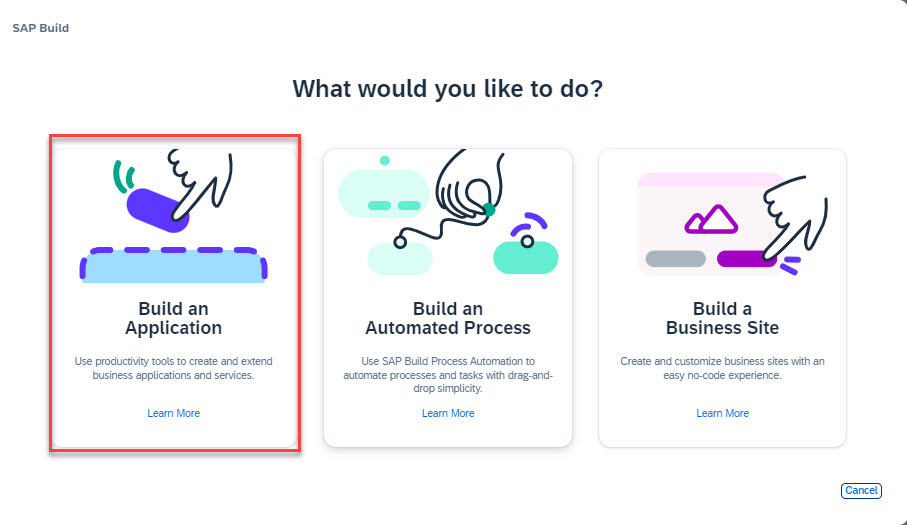 SAP Build
What would you like to do?
Build an
Application
Use productivity tools to create and extend
business applications and services.
Learn More
Build an
Automated Process
Use SAP Build Process Automation to
automate processes and tasks with drag-and-
drop simplicity.
Learn More
Build a
Business Site
Create and customize business sites with an
easy no-code experience.
Learn More
Cancel